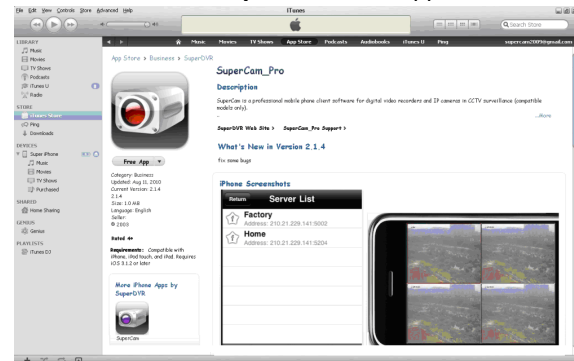 File Edit View Controls Store Advanced Help
iTunes
Search Store
Music Movies TV Shows App Store Podcasts Audiobooks iTunes U Ping
supercam2009@gmail.com
LIBRARY
Music
Movies
TV Shows
Podcasts
iTunes U
Radio
STORE
iTunes Store
Ping
Downloads
DEVICES
Super iPhone
Music
Movies
TV Shows
Purchased
SHARED
Home Sharing
GENIUS
Genius
PLAYLISTS
iTunes DJ
App Store > Business > SuperDVR
Free App
Category: Business
Updated: Aug 11, 2010
Current Version: 2.1.4
2.1.4
Size: 1.0 MB
Language: English
Seller:
© 2003
Rated 4+
Requirements: Compatible with
iPhone, iPod touch, and iPad. Requires
iOS 3.1.2 or later
More iPhone Apps by
SuperDVR
SuperCam
SuperCam_Pro
Description
SuperCam is a professional mobile phone client software for digital video recorders and IP cameras in CCTV surveillance (compatible
models only).
...More
SuperDVR Web Site > SuperCam_Pro Support >
What's New in Version 2.1.4
fix some bugs
iPhone Screenshots
Return Server List
Factory
Address: 210.21.229.141:5002
Home
Address: 210.21.229.141:5204